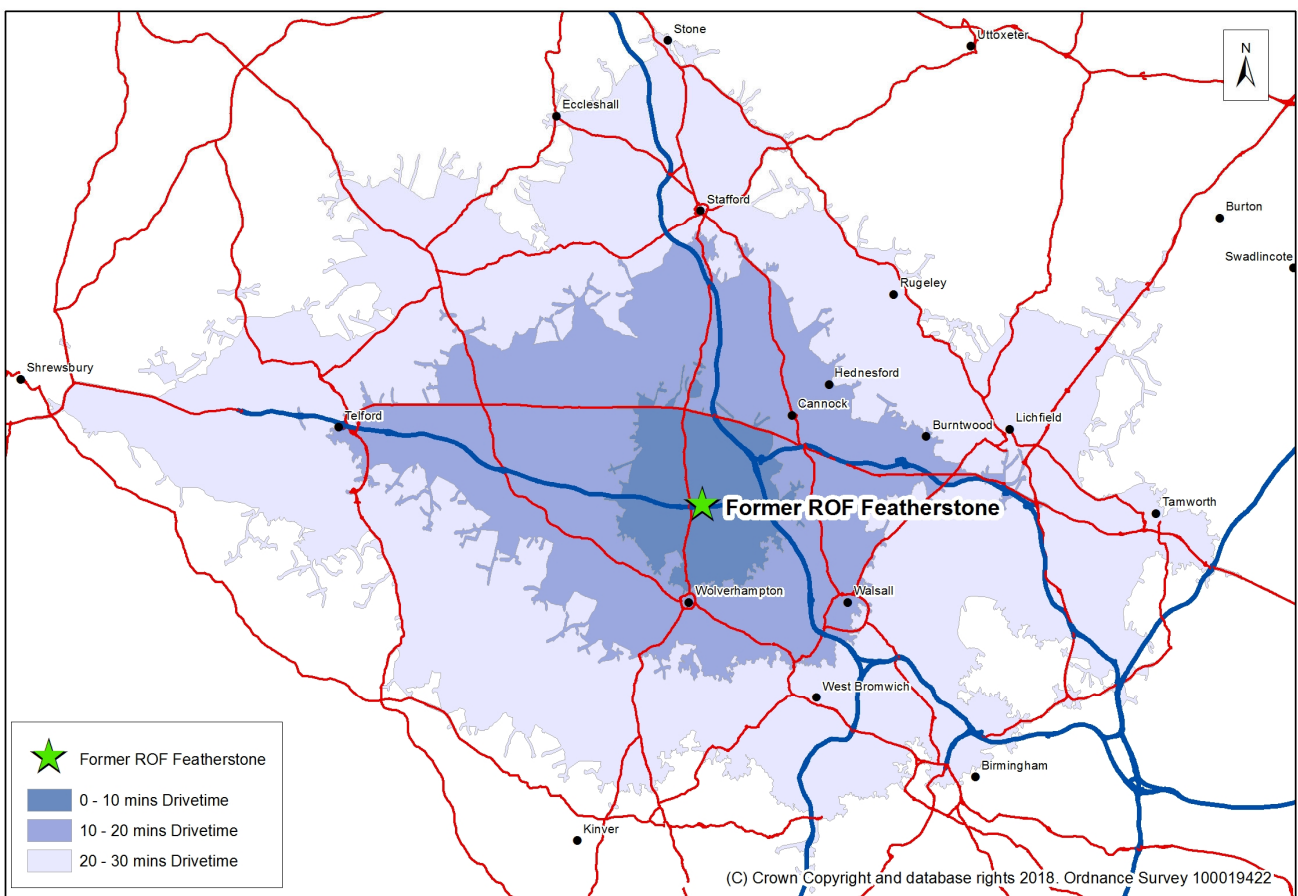 Stone
Uttoxeter
N
Eccleshall
Stafford
Burton
Swadlincote
Rugeley
Shrewsbury
Hednesford
Cannock
Telford
Burntwood
Lichfield
Former ROF Featherstone
Tamworth
Wolverhampton
Walsall
West Bromwich
Birmingham
Kinver
Former ROF Featherstone
0 - 10 mins Drivetime
10 - 20 mins Drivetime
20 - 30 mins Drivetime
(C) Crown Copyright and database rights 2018. Ordnance Survey 100019422